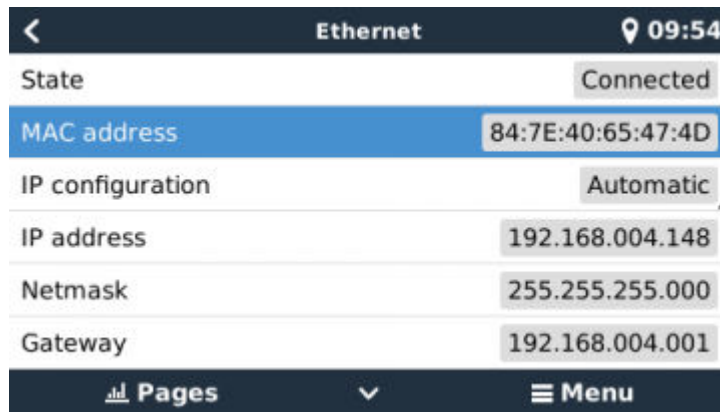 Ethernet 09:54
State Connected
MAC address 84:7E:40:65:47:4D
IP configuration Automatic
IP address 192.168.004.148
Netmask 255.255.255.000
Gateway 192.168.004.001
Pages Menu